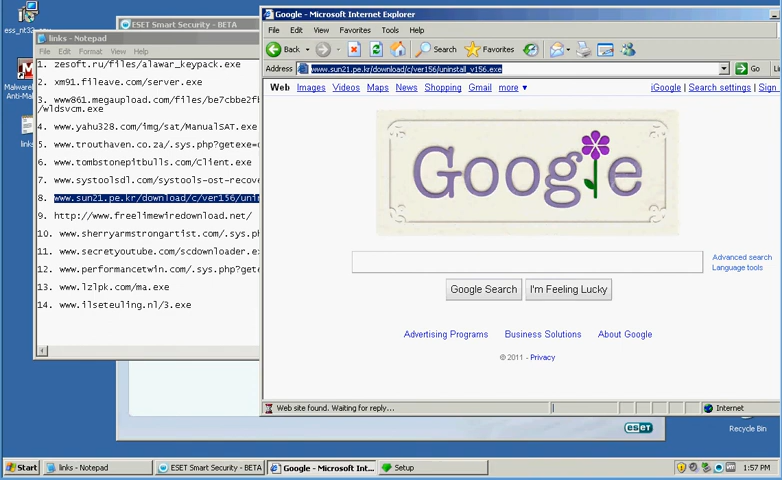 ess_nt32_
Malware
Anti-Mal
links
ESET Smart Security - BETA
links - Notepad
File Edit Format View Help
1. zesoft.ru/files/alawar_keypack.exe
2. xm91.fileave.com/server.exe
3. www861.megaupload.com/files/be7cbbe2fb
/wldsvcm.exe
4. www.yahu328.com/img/sat/ManualSAT.exe
5. www.trouthaven.co.za/.sys.php?getexe=
6. www.tombstonepitbulls.com/Client.exe
7. www.systoolsdl.com/systools-ost-recove
8. www.sun21.pe.kr/download/c/ver156/unin
9. http://www.freelimewiredownload.net/
10. www.sherryarmstrongartist.com/.sys.ph
11. www.secretyoutube.com/scdownloader.ex
12. www.performancetwin.com/.sys.php?gete
13. www.lzlpk.com/ma.exe
14. www.ilseteuling.nl/3.exe
Google - Microsoft Internet Explorer
File Edit View Favorites Tools Help
Back Search Favorites
Address www.sun21.pe.kr/download/c/ver156/uninstall_v156.exe Go Li
Web Images Videos Maps News Shopping Gmail more ▼ iGoogle | Search settings | Sign
Google
Advanced search
Language tools
Google Search I'm Feeling Lucky
Advertising Programs Business Solutions About Google
© 2011 - Privacy
Web site found. Waiting for reply... Internet
eset
Recycle Bin
Start links - Notepad ESET Smart Security - BETA Google - Microsoft Int... Setup 1:57 PM